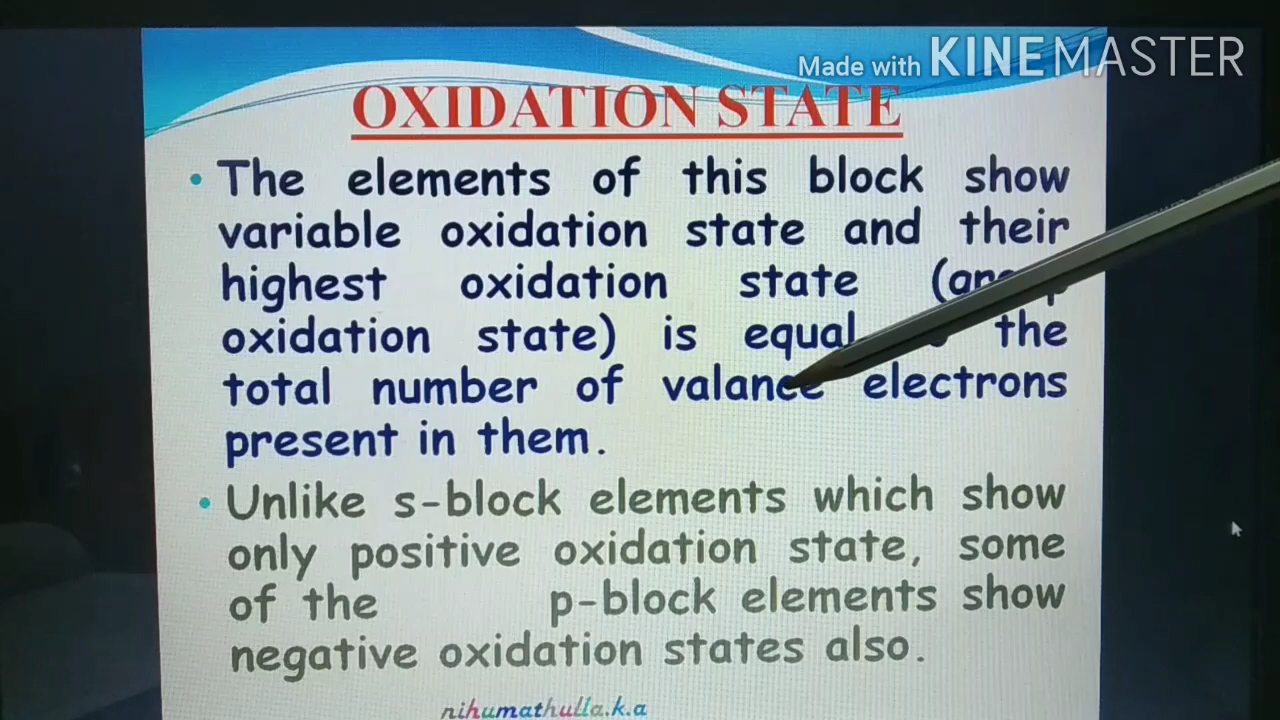 Made with KINEMASTER
OXIDATION STATE
• The elements of this block show
variable oxidation state and their
highest oxidation state
oxidation state) is equal the
total number of valance electrons
present in them.
• Unlike s-block elements which show
only positive oxidation state, some
of the p-block elements show
negative oxidation states also.
nihumathulla.k.a